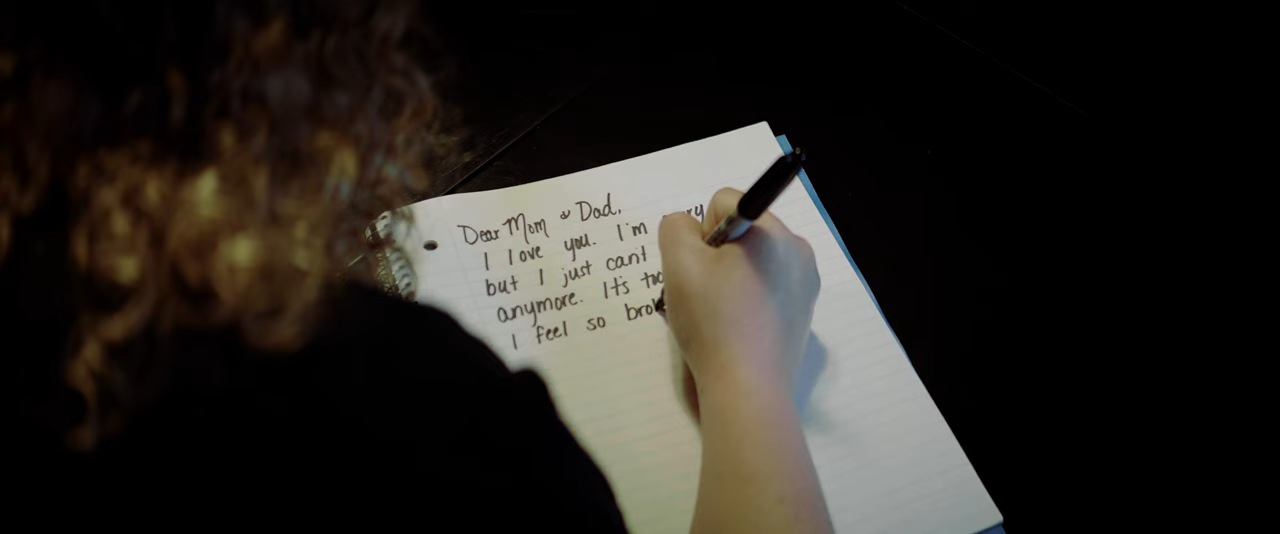 Dear Mom & Dad,
I love you. I'm
but I just can't
anymore. It's
I feel so